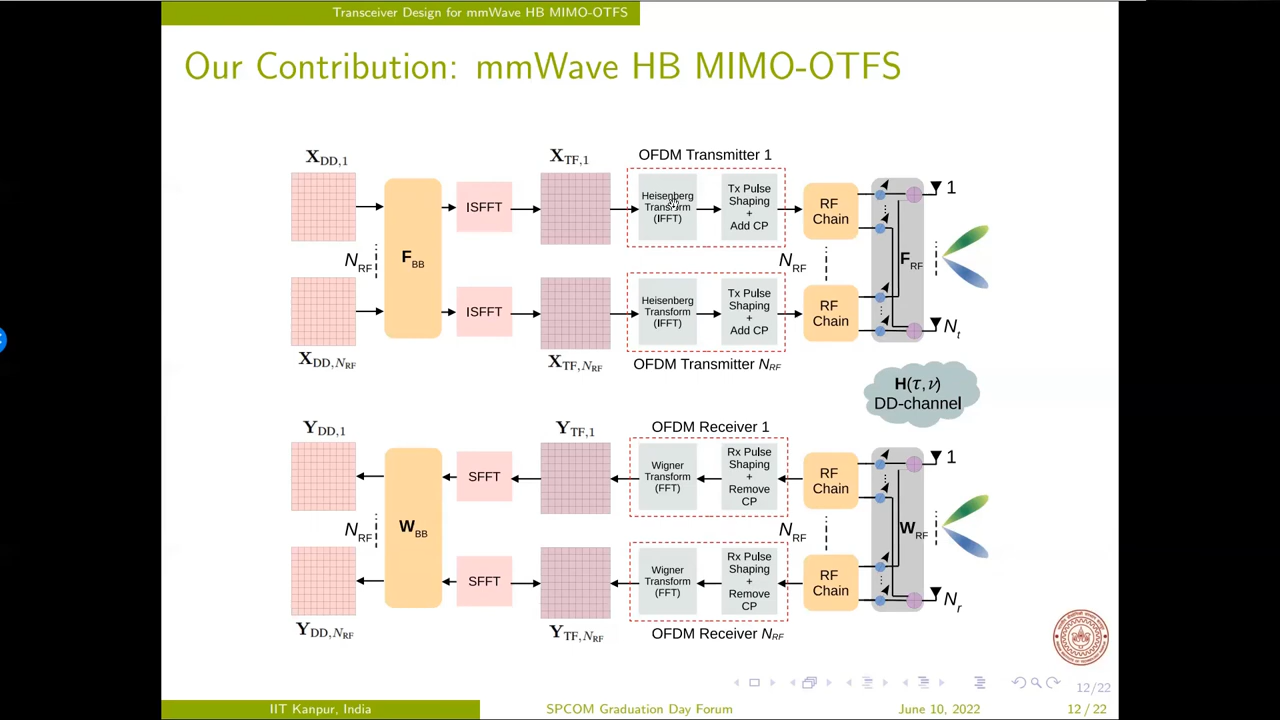 Transceiver Design for mmWave HB MIMO-OTFS
Our Contribution: mmWave HB MIMO-OTFS
X_DD,1
X_TF,1
OFDM Transmitter 1
F_BB
ISFFT
Heisenberg
Transform
(IFFT)
Tx Pulse
Shaping
+
Add CP
RF
Chain
1
N_RF
N_RF
F_RF
ISFFT
Heisenberg
Transform
(IFFT)
Tx Pulse
Shaping
+
Add CP
RF
Chain
N_t
X_DD,N_RF
X_TF,N_RF
OFDM Transmitter N_RF
H(τ,ν)
DD-channel
Y_DD,1
Y_TF,1
OFDM Receiver 1
W_BB
SFFT
Wigner
Transform
(FFT)
Rx Pulse
Shaping
+
Remove
CP
RF
Chain
1
N_RF
N_RF
W_RF
SFFT
Wigner
Transform
(FFT)
Rx Pulse
Shaping
+
Remove
CP
RF
Chain
N_r
Y_DD,N_RF
Y_TF,N_RF
OFDM Receiver N_RF
12/22
IIT Kanpur, India
SPCOM Graduation Day Forum
June 10, 2022
12 / 22